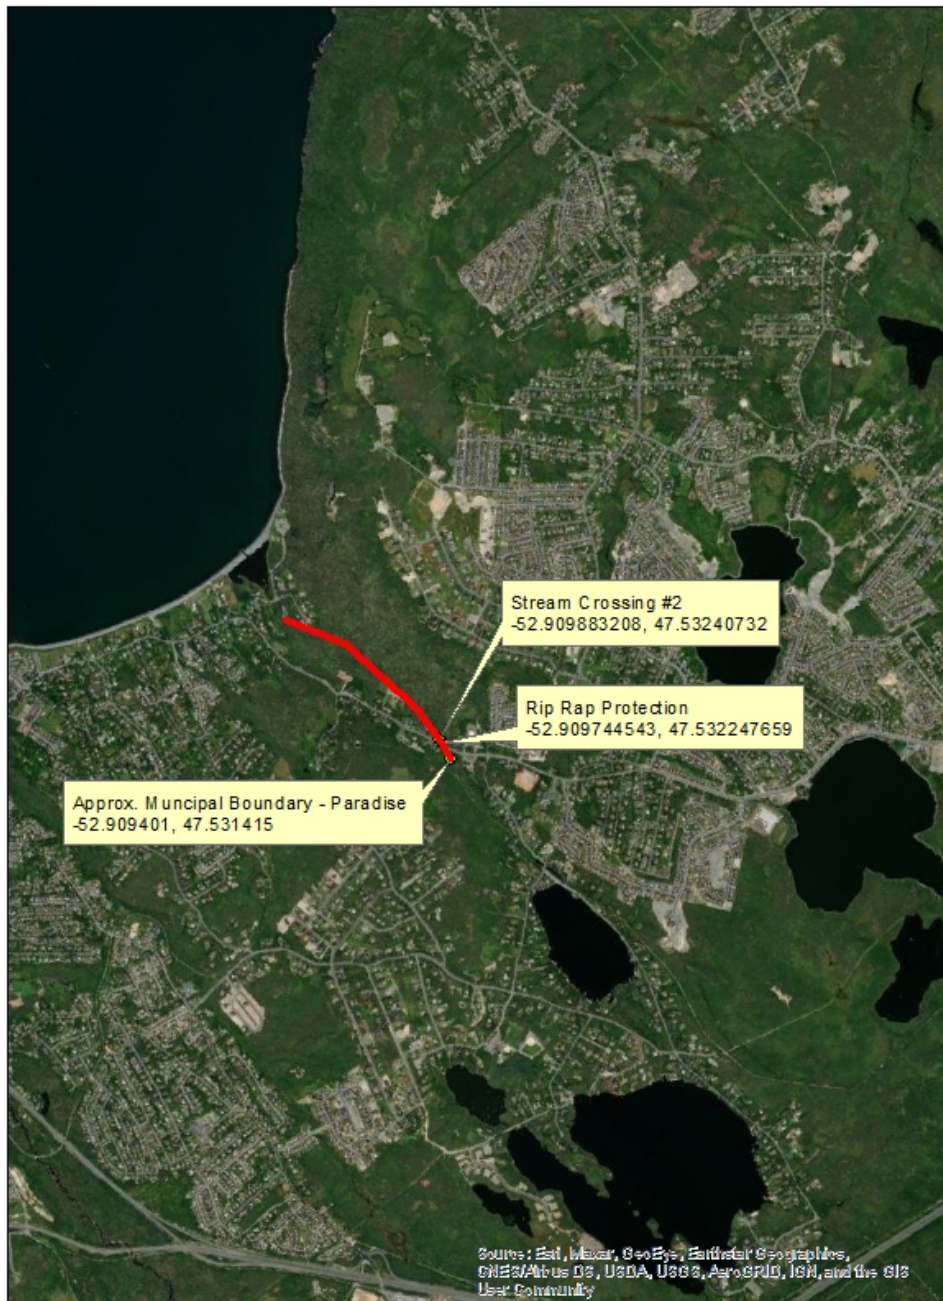 Stream Crossing #2
-52.909883208, 47.53240732
Rip Rap Protection
-52.909744543, 47.532247659
Approx. Muncipal Boundary - Paradise
-52.909401, 47.531415
Source: Esri, Maxar, GeoEye, Earthstar Geographics,
CNES/Airbus DS, USDA, USGS, AeroGRID, IGN, and the GIS
User Community